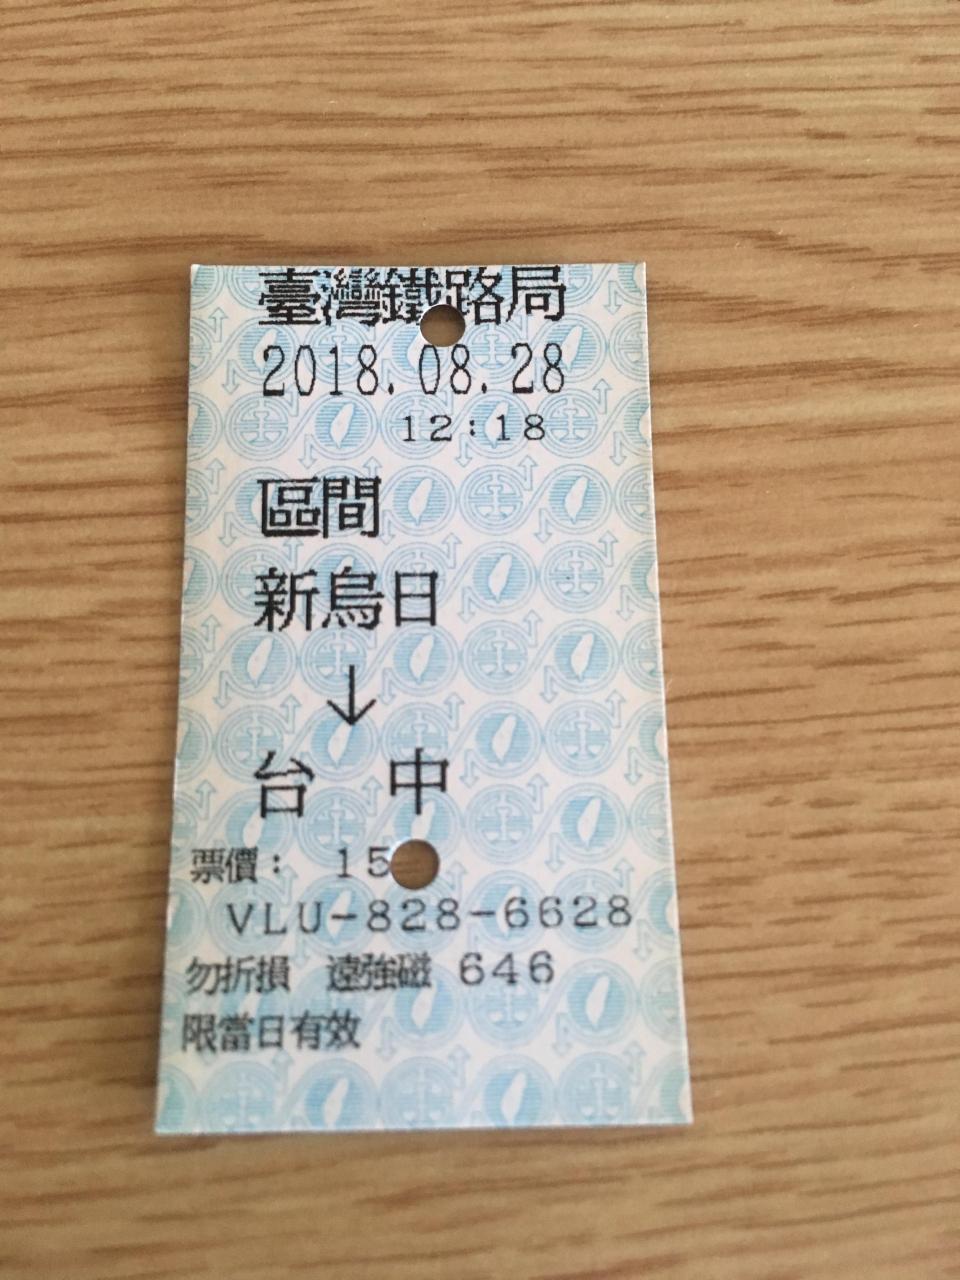 臺灣鐵路局
2018.08.28
12:18
區間
新烏日
↓
台 中
票價: 15
VLU-828-6628
勿折損 遠強磁 646
限當日有效